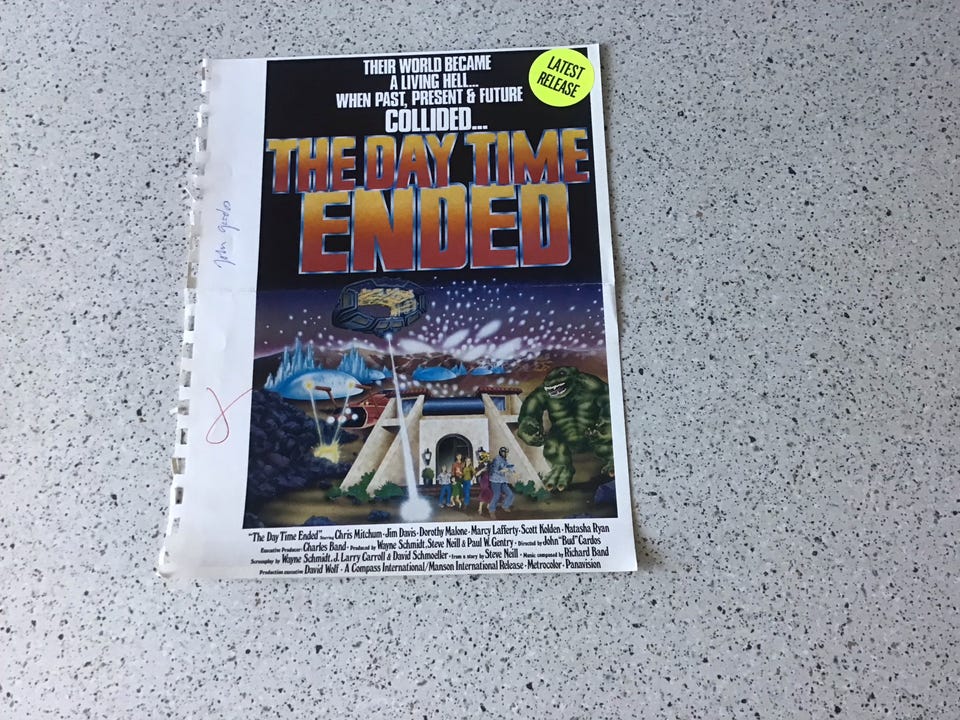 THEIR WORLD BECAME
A LIVING HELL...
WHEN PAST, PRESENT & FUTURE
COLLIDED...
LATEST
RELEASE
THE DAY TIME
ENDED
John
"The Day Time Ended" Starring Chris Mitchum · Jim Davis · Dorothy Malone · Marcy Lafferty · Scott Kolden · Natasha Ryan
Executive Producer · Charles Band · Produced by Wayne Schmidt, Steve Neill & Paul W. Gentry · Directed by John "Bud" Cardos
Screenplay by Wayne Schmidt, J. Larry Carroll & David Schmoeller · From a story by Steve Neill · Music composed by Richard Band
Production executive David Wolf · A Compass International/Manson International Release · Metrocolor · Panavision